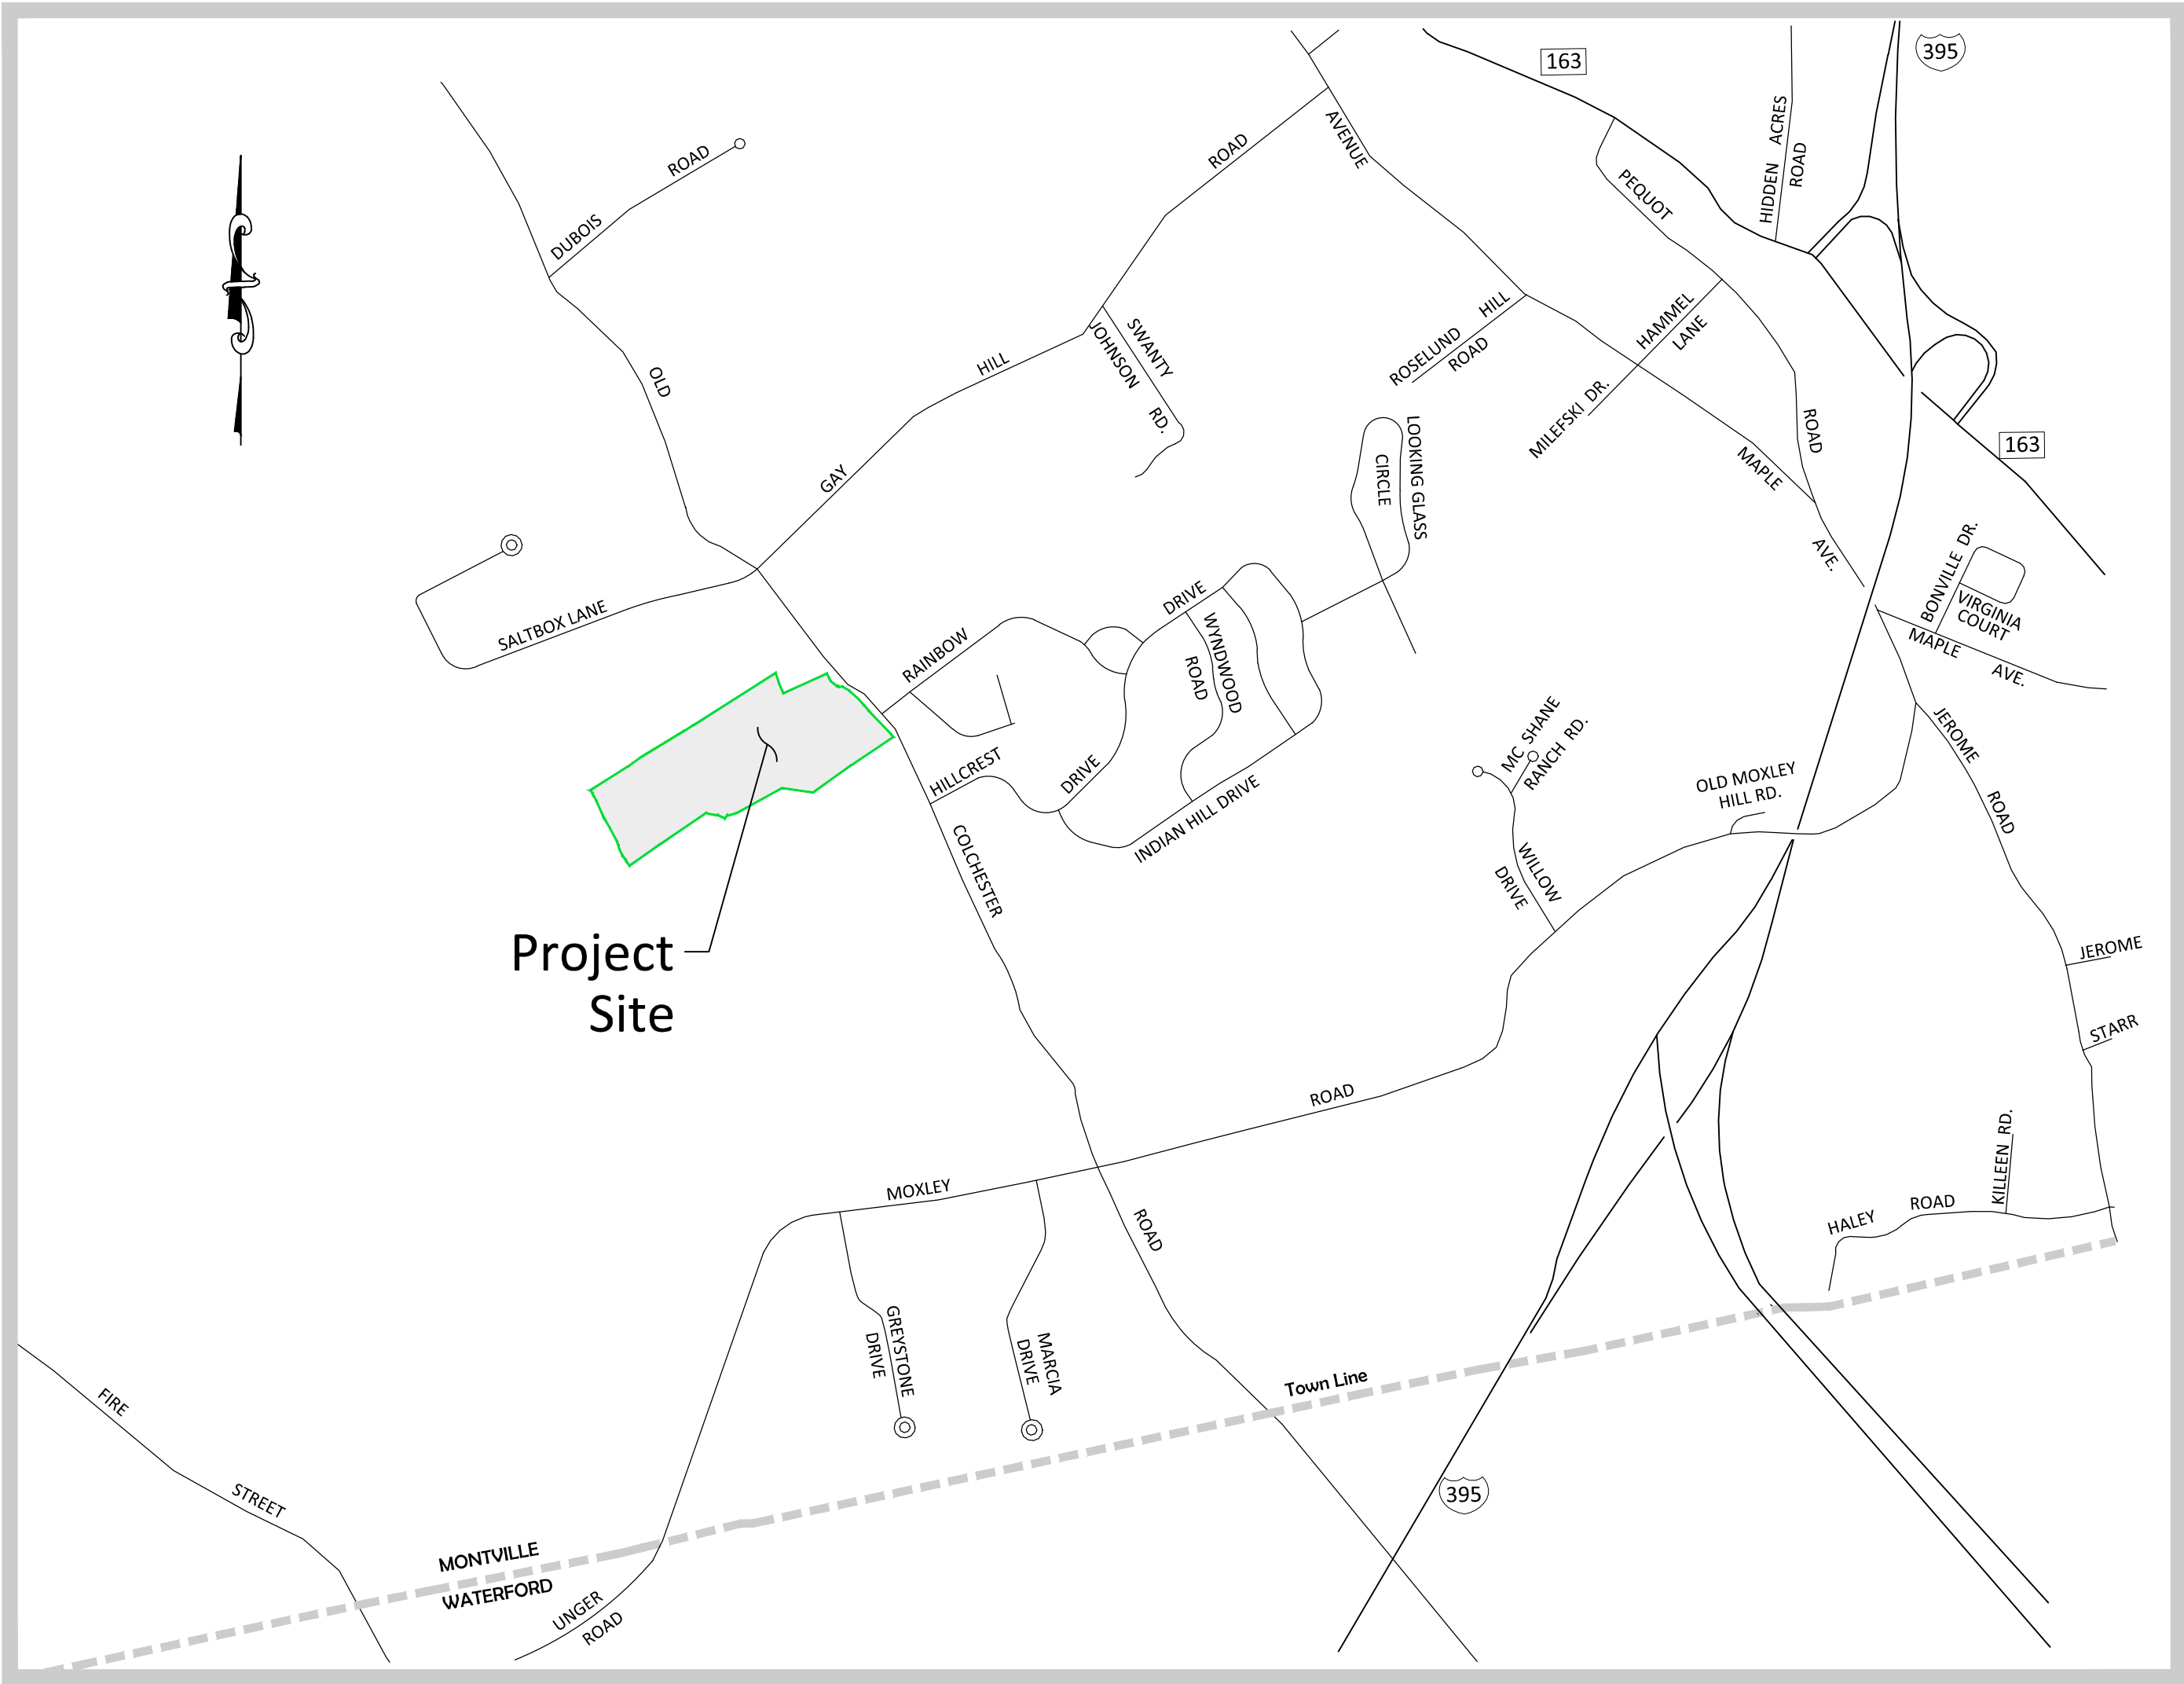 163
395
HIDDEN ACRES
ROAD
AVENUE
ROAD
ROAD
DUBOIS
PEQUOT
OLD
HILL
SWANTY
JOHNSON RD.
ROSELUND HILL
ROAD
HAMMEL
LANE
MILEFSKI DR.
ROAD
163
GAY
LOOKING GLASS
CIRCLE
MAPLE
AVE.
BONVILLE DR.
VIRGINIA
COURT
MAPLE AVE.
SALTBOX LANE
RAINBOW
DRIVE
WYNDWOOD
ROAD
HILLCREST
DRIVE
INDIAN HILL DRIVE
MC SHANE
RANCH RD.
OLD MOXLEY
HILL RD.
JEROME
ROAD
COLCHESTER
WILLOW
DRIVE
Project
Site
JEROME
STARR
ROAD
MOXLEY
ROAD
KILLEEN RD.
HALEY ROAD
GREYSTONE
DRIVE
MARCIA
DRIVE
Town Line
FIRE
STREET
395
MONTVILLE
WATERFORD
UNGER
ROAD